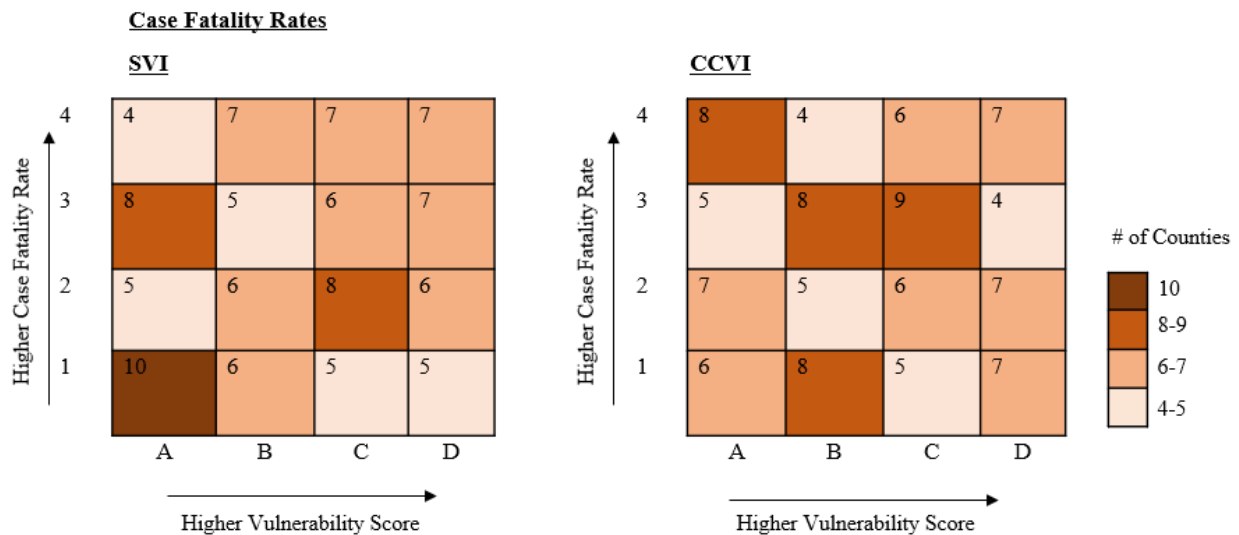 Case Fatality Rates
SVI
CCVI
4 4 7 7 7
3 8 5 6 7
2 5 6 8 6
1 10 6 5 5
A B C D
Higher Case Fatality Rate
Higher Vulnerability Score
4 8 4 6 7
3 5 8 9 4
2 7 5 6 7
1 6 8 5 7
A B C D
Higher Case Fatality Rate
Higher Vulnerability Score
# of Counties
10
8-9
6-7
4-5